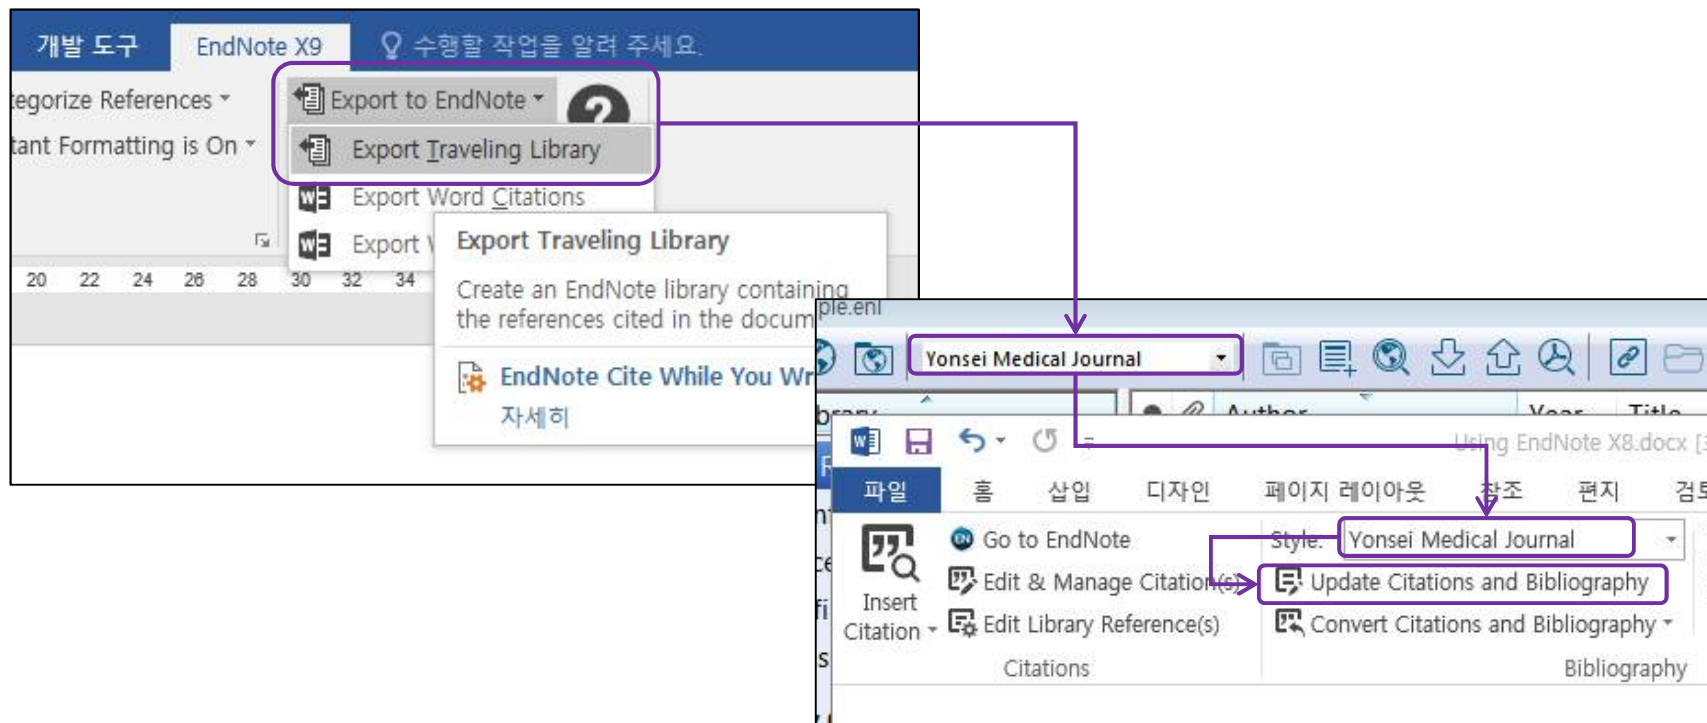 개발 도구 EndNote X9 수행할 작업을 알려 주세요.
tegorize References
Export to EndNote
tant Formatting is On
Export Traveling Library
Export Word Citations
Export
Export Traveling Library
20 22 24 26 28 30 32 34
Create an EndNote library containing
the references cited in the docum
EndNote Cite While You Wr
자세히
ple.enl
Yonsei Medical Journal
Author Year Title
Using EndNote X8.docx
파일 홈 삽입 디자인 페이지 레이아웃 참조 편지 검토
Go to EndNote
Style: Yonsei Medical Journal
Edit & Manage Citation(s)
Update Citations and Bibliography
Insert
Citation
Edit Library Reference(s)
Convert Citations and Bibliography
Citations
Bibliography